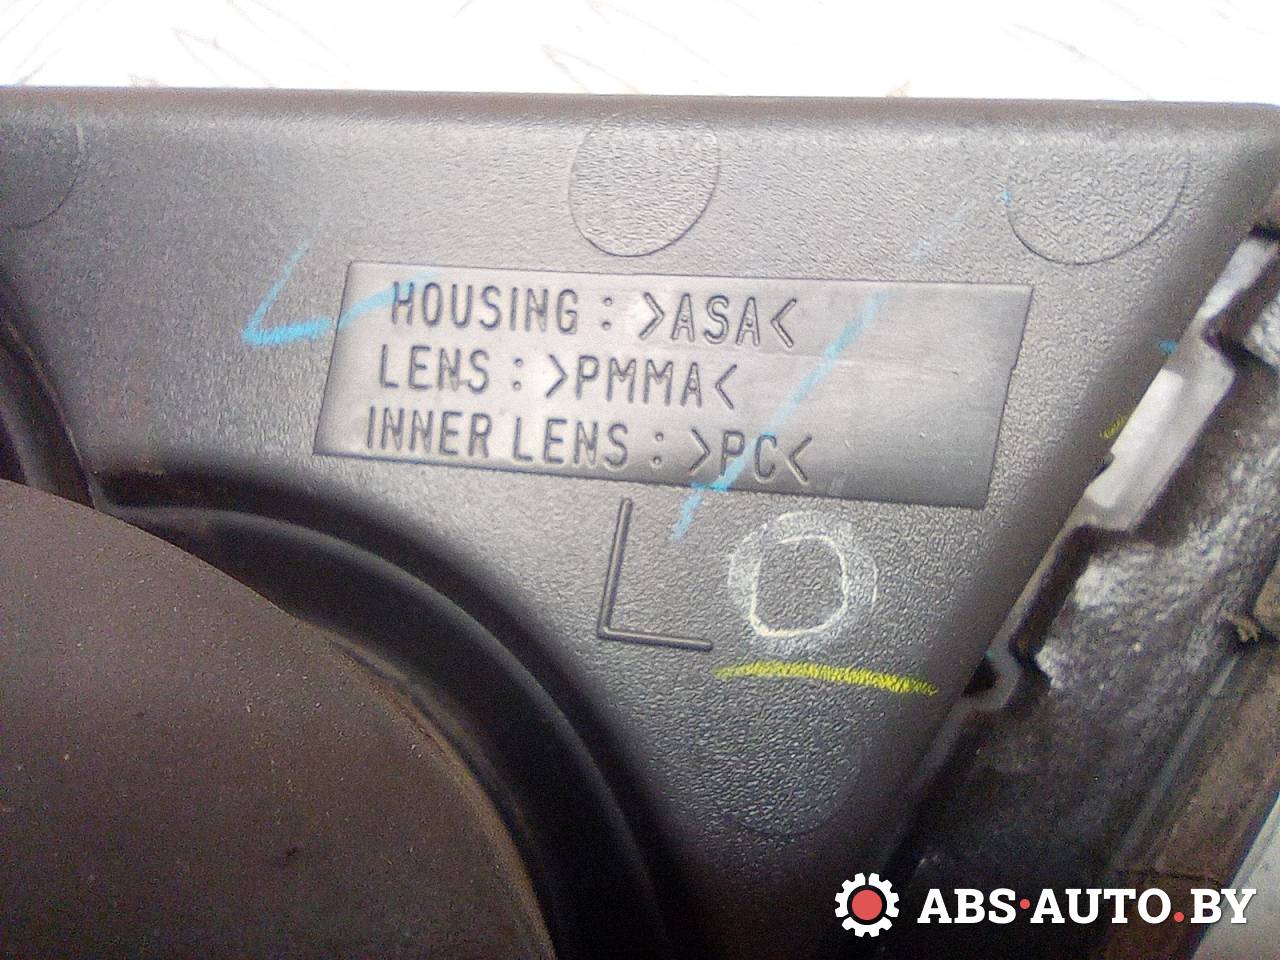 HOUSING : >ASA<
LENS : >PMMA<
INNER LENS : >PC<
L O
ABS·AUTO.BY